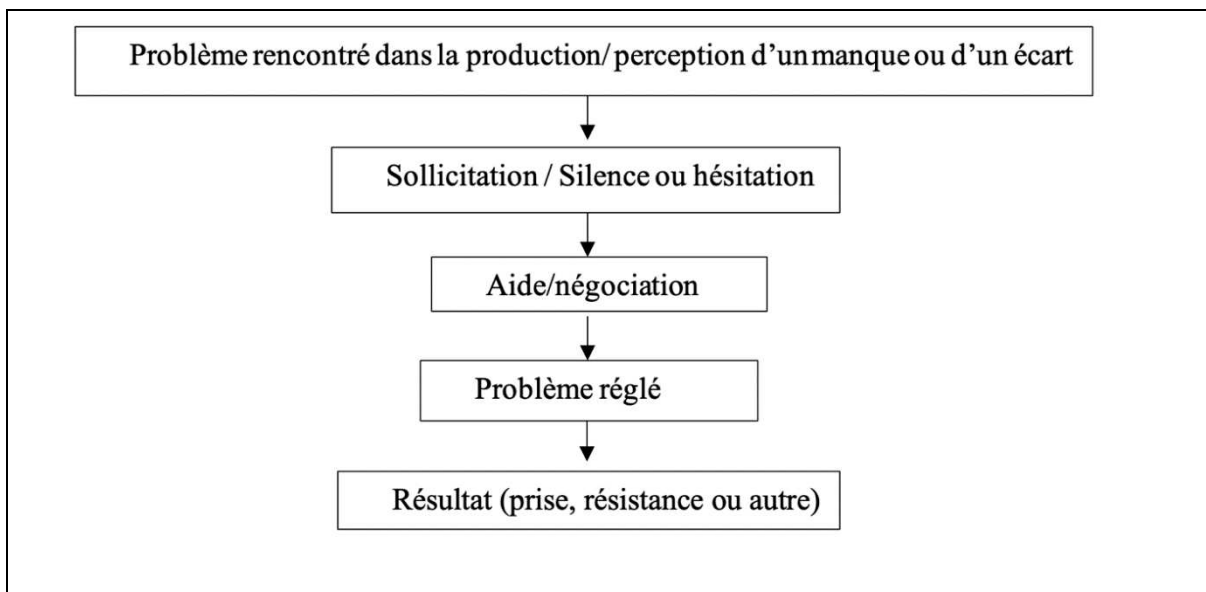 Problème rencontré dans la production/ perception d’un manque ou d’un écart
Sollicitation / Silence ou hésitation
Aide/négociation
Problème réglé
Résultat (prise, résistance ou autre)